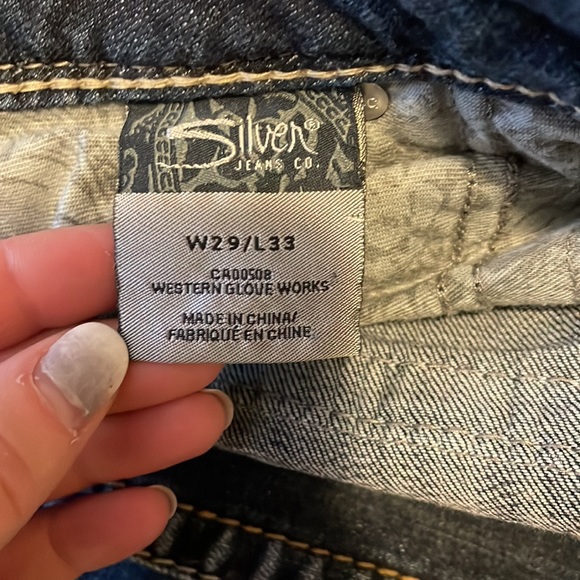 Silver®
JEANS CO.
W29/L33
CA00508
WESTERN GLOVE WORKS
MADE IN CHINA/
FABRIQUÉ EN CHINE